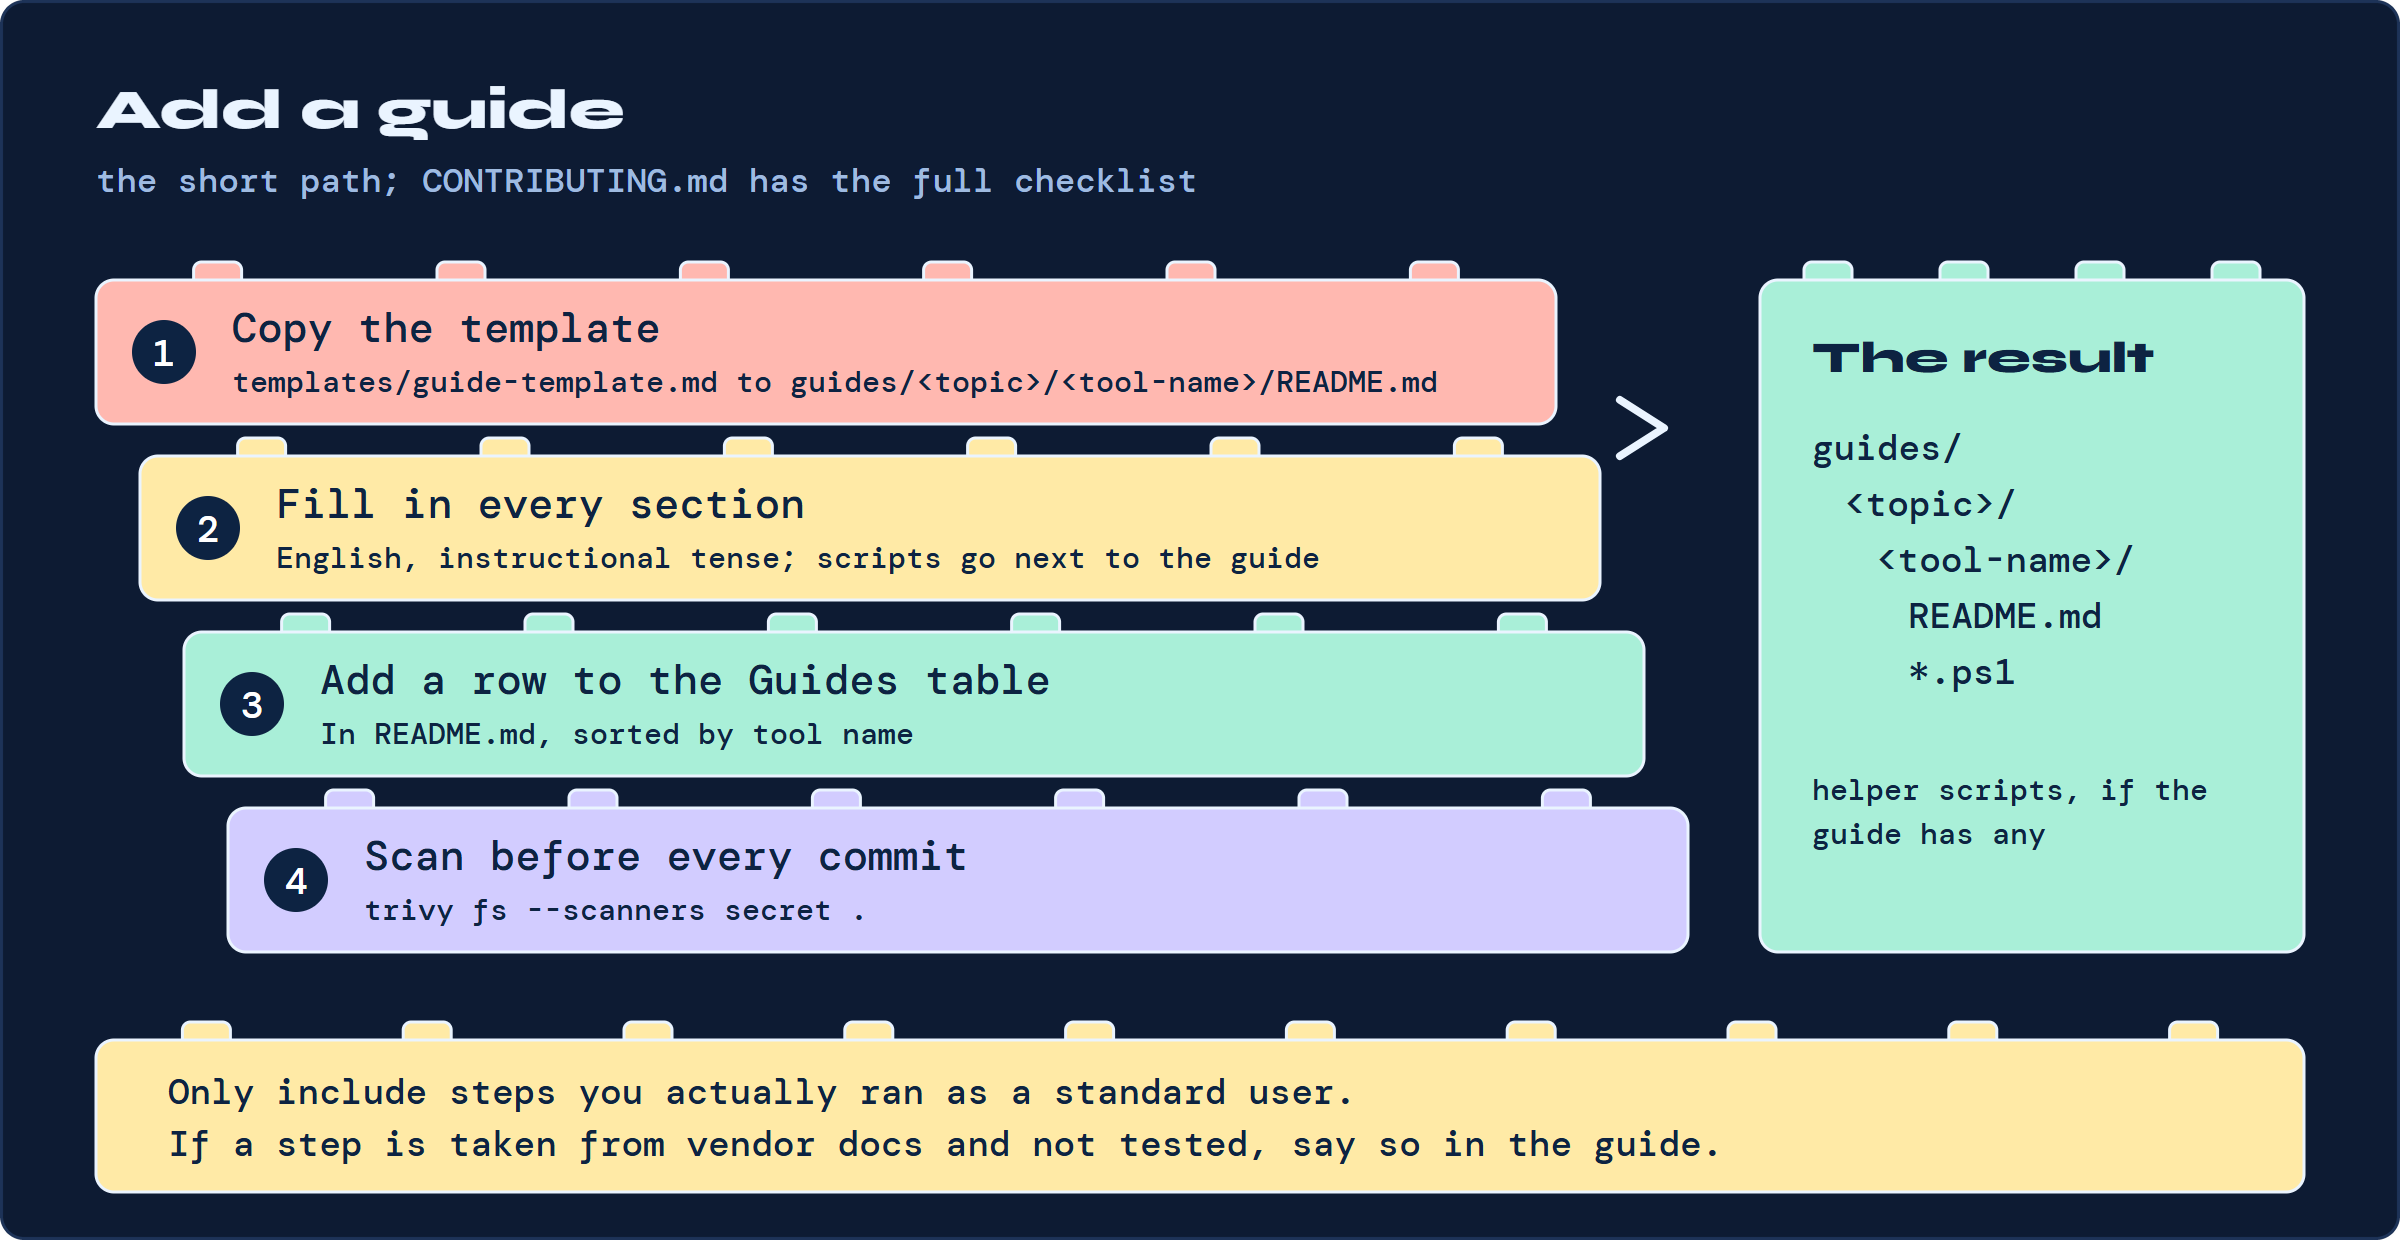 Add a guide
the short path; CONTRIBUTING.md has the full checklist
1
Copy the template
templates/guide-template.md to guides/<topic>/<tool-name>/README.md
2
Fill in every section
English, instructional tense; scripts go next to the guide
3
Add a row to the Guides table
In README.md, sorted by tool name
4
Scan before every commit
trivy fs --scanners secret .
The result
guides/
<topic>/
<tool-name>/
README.md
*.ps1
helper scripts, if the
guide has any
Only include steps you actually ran as a standard user.
If a step is taken from vendor docs and not tested, say so in the guide.